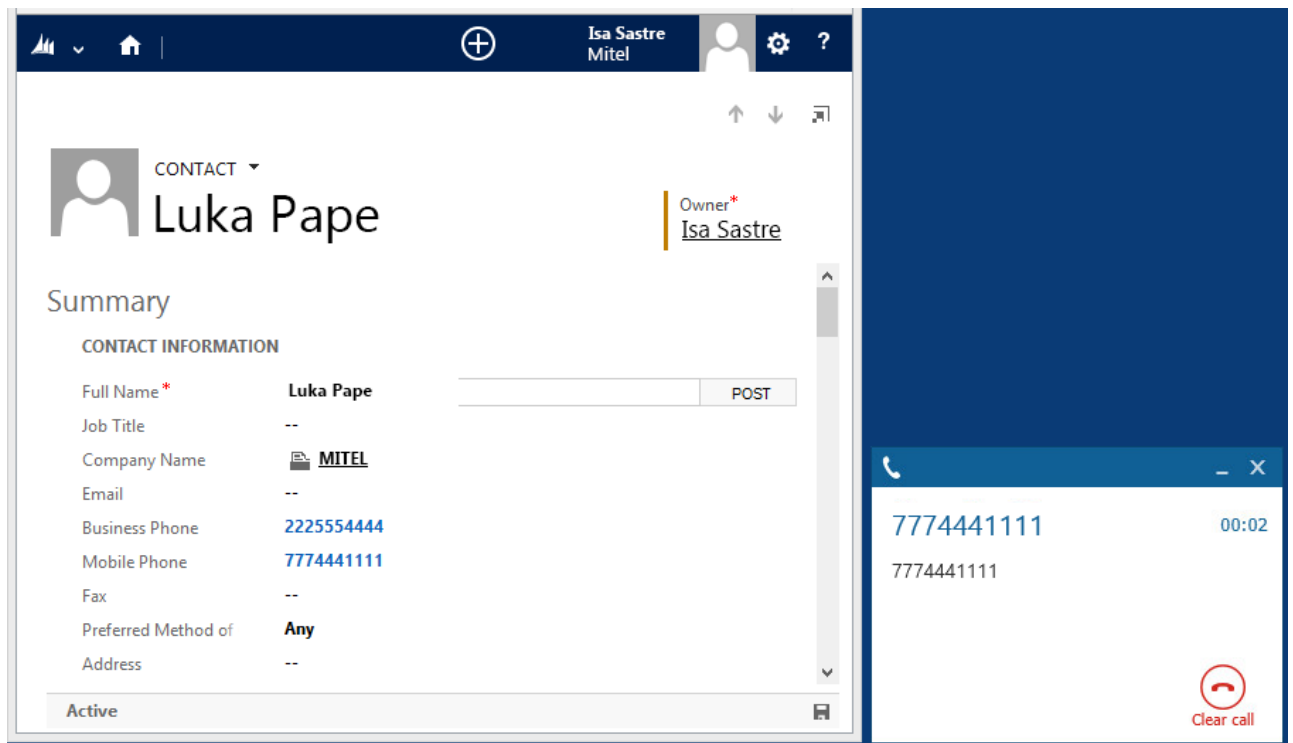 Isa Sastre
Mitel
?
CONTACT
Luka Pape
Owner*
Isa Sastre
Summary
CONTACT INFORMATION
Full Name* Luka Pape POST
Job Title --
Company Name MITEL
Email --
Business Phone 2225554444
Mobile Phone 7774441111
Fax --
Preferred Method of Any
Address --
Active
7774441111 00:02
7774441111
Clear call